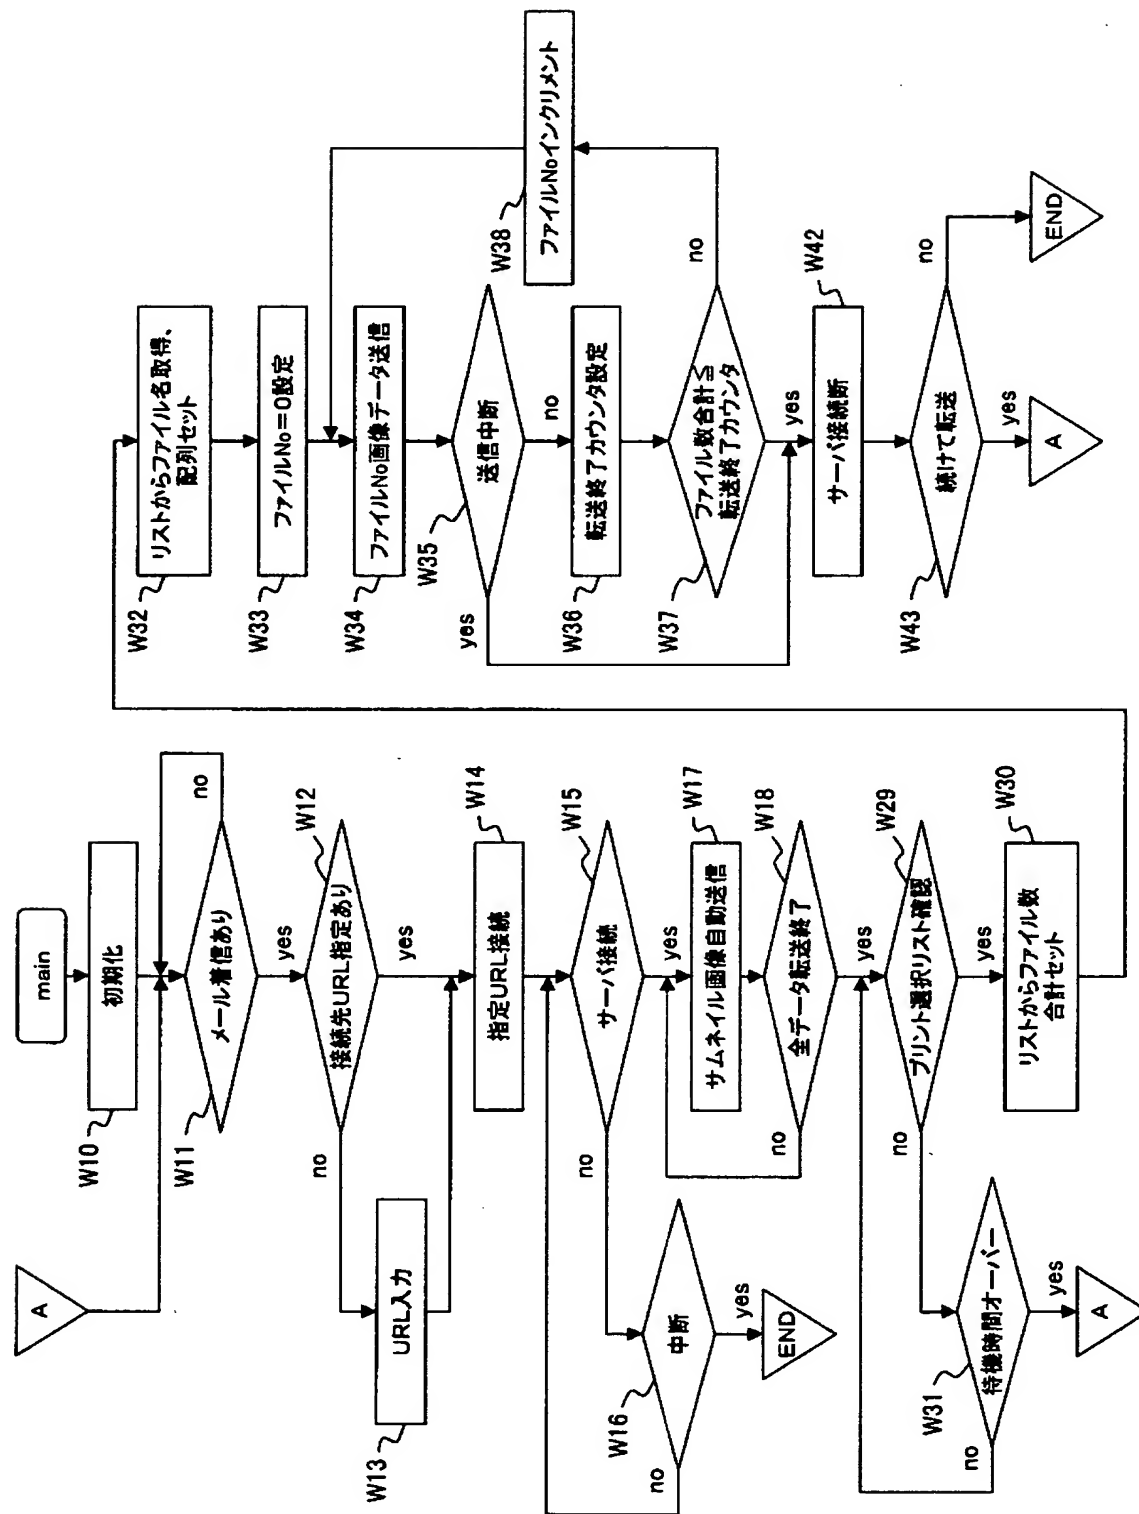 main
A
初期化
W10
メール着信あり
W11
no
yes
接続先URL指定あり
W12
no
yes
URL入力
W13
指定URL接続
W14
サーバ接続
W15
no
yes
中断
W16
no
yes
END
サムネイル画像自動送信
W17
全データ転送終了
W18
no
yes
プリント選択リスト確認
W29
no
yes
待機時間オーバー
W31
no
yes
A
リストからファイル数
合計セット
W30
リストからファイル名取得、
配列セット
W32
ファイルNo=0設定
W33
ファイルNo画像データ送信
W34
送信中断
W35
yes
no
転送終了カウンタ設定
W36
ファイル数合計≦
転送終了カウンタ
W37
no
yes
ファイルNoインクリメント
W38
サーバ接続断
W42
続けて転送
W43
no
yes
END
A